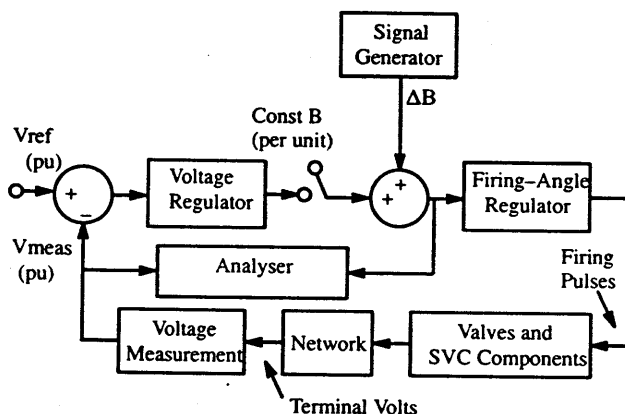 Signal
Generator
ΔB
Const B
(per unit)
Vref
(pu)
+
−
Voltage
Regulator
+
+
Firing−Angle
Regulator
Vmeas
(pu)
Analyser
Firing
Pulses
Voltage
Measurement
Network
Valves and
SVC Components
Terminal Volts